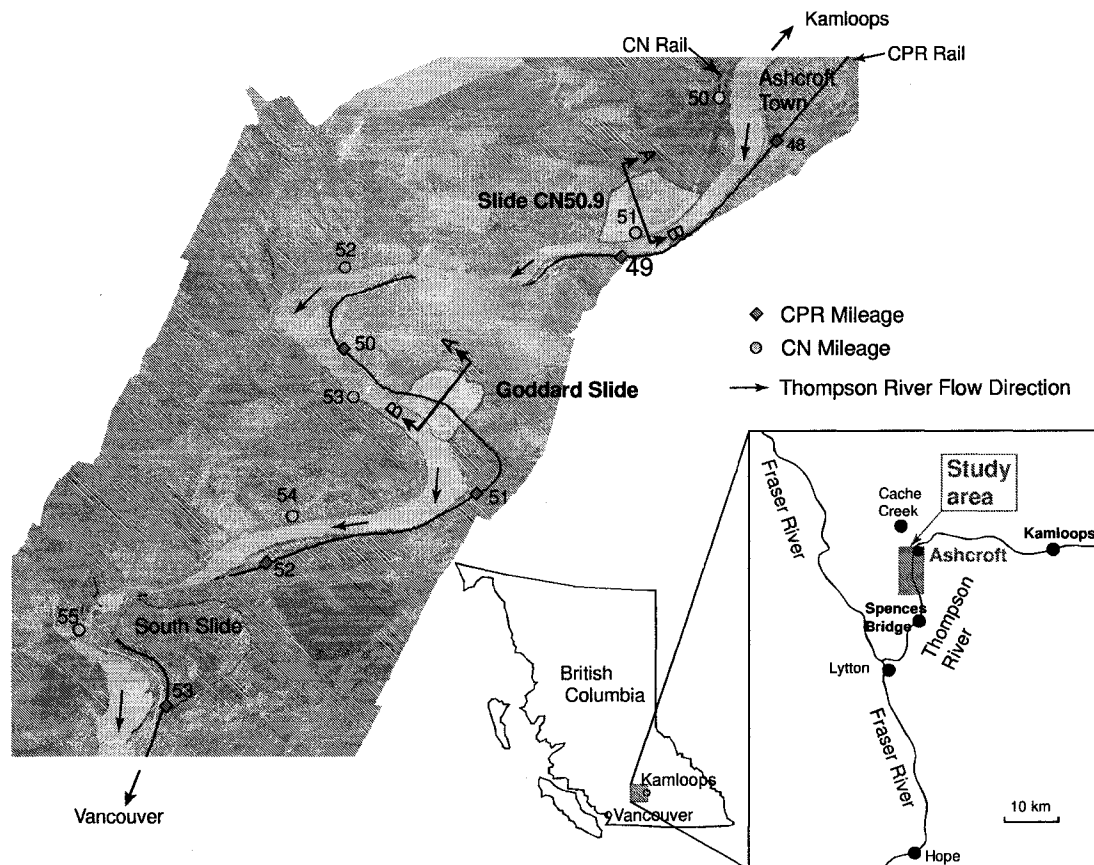 Kamloops
CN Rail
CPR Rail
Ashcroft
Town
50
48
A
Slide CN50.9
51
B
49
52
CPR Mileage
CN Mileage
Thompson River Flow Direction
50
A
53
Goddard Slide
B
51
54
52
55
South Slide
53
Vancouver
British
Columbia
Kamloops
Vancouver
Fraser River
Study
area
Cache
Creek
Kamloops
Ashcroft
Spences
Bridge
Thompson
River
Lytton
Fraser River
10 km
Hope